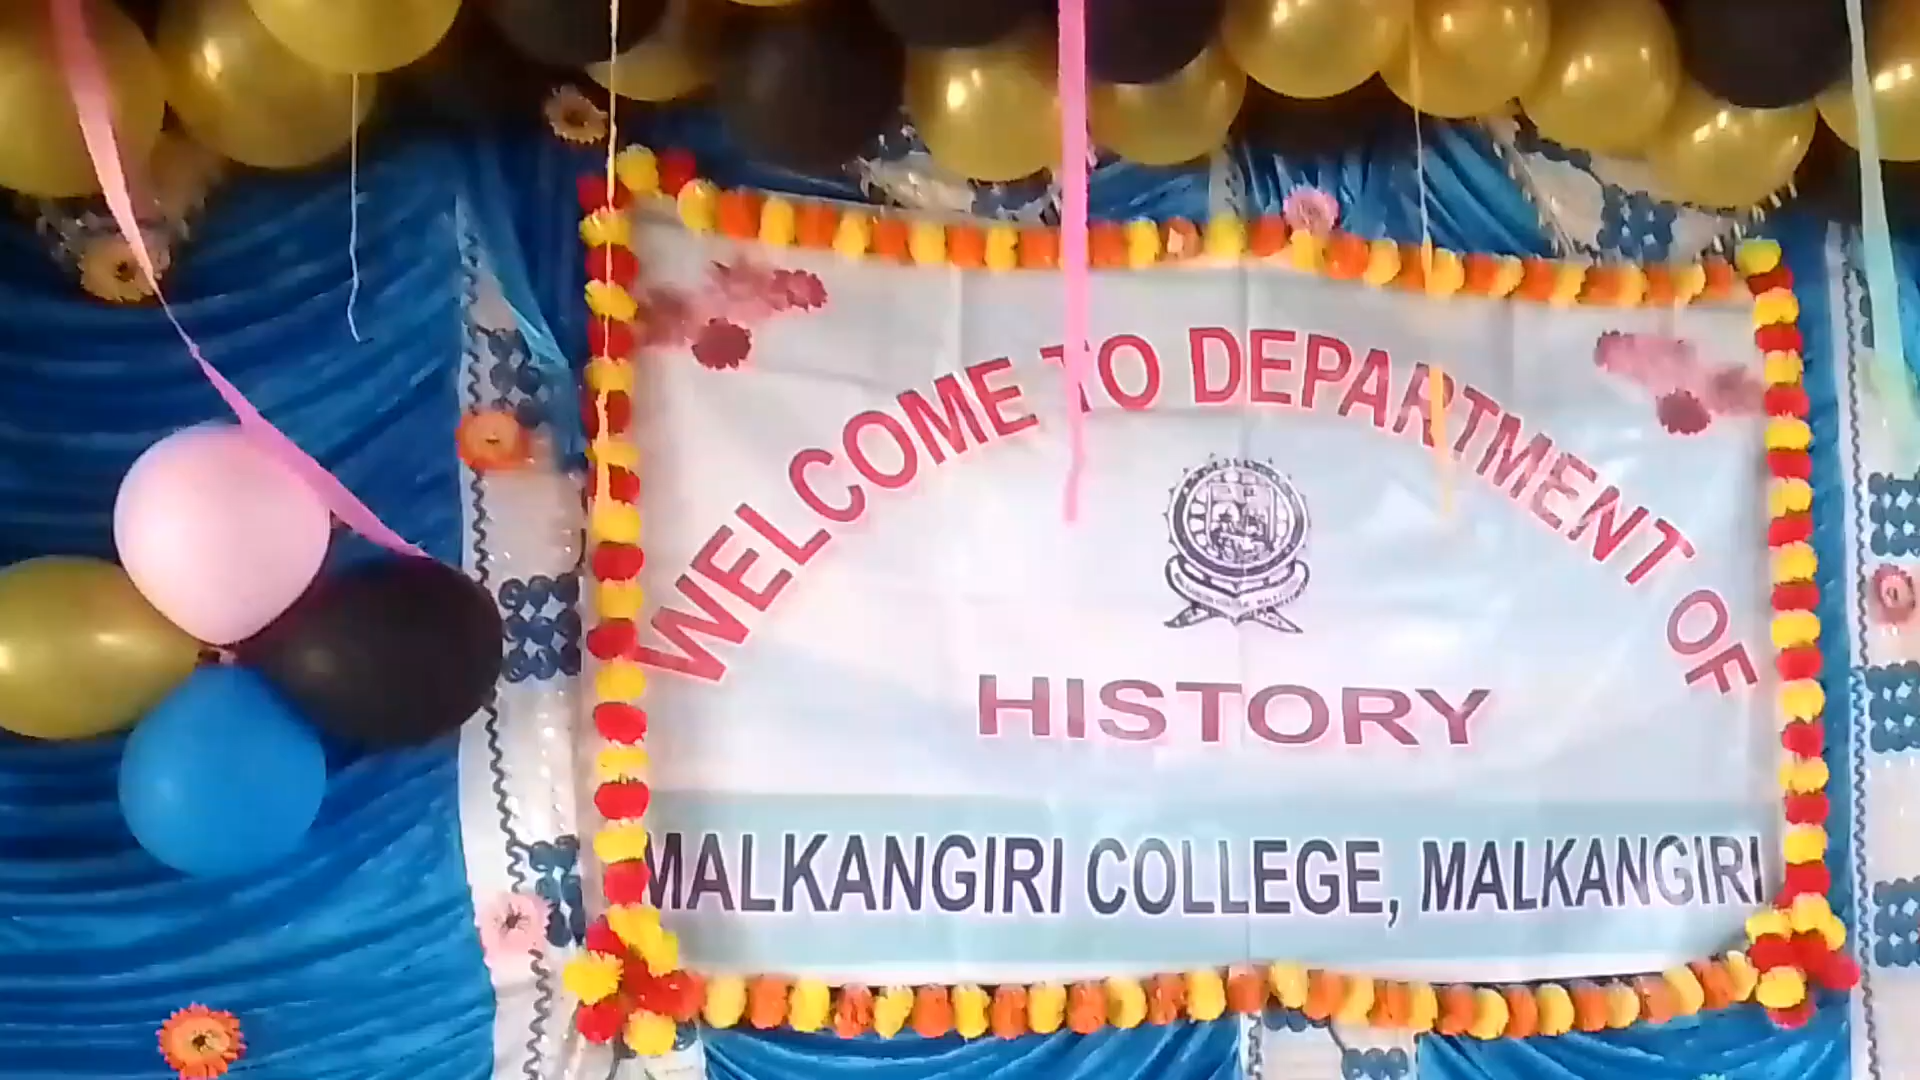 WELCOME TO DEPARTMENT OF
HISTORY
MALKANGIRI COLLEGE, MALKANGIRI